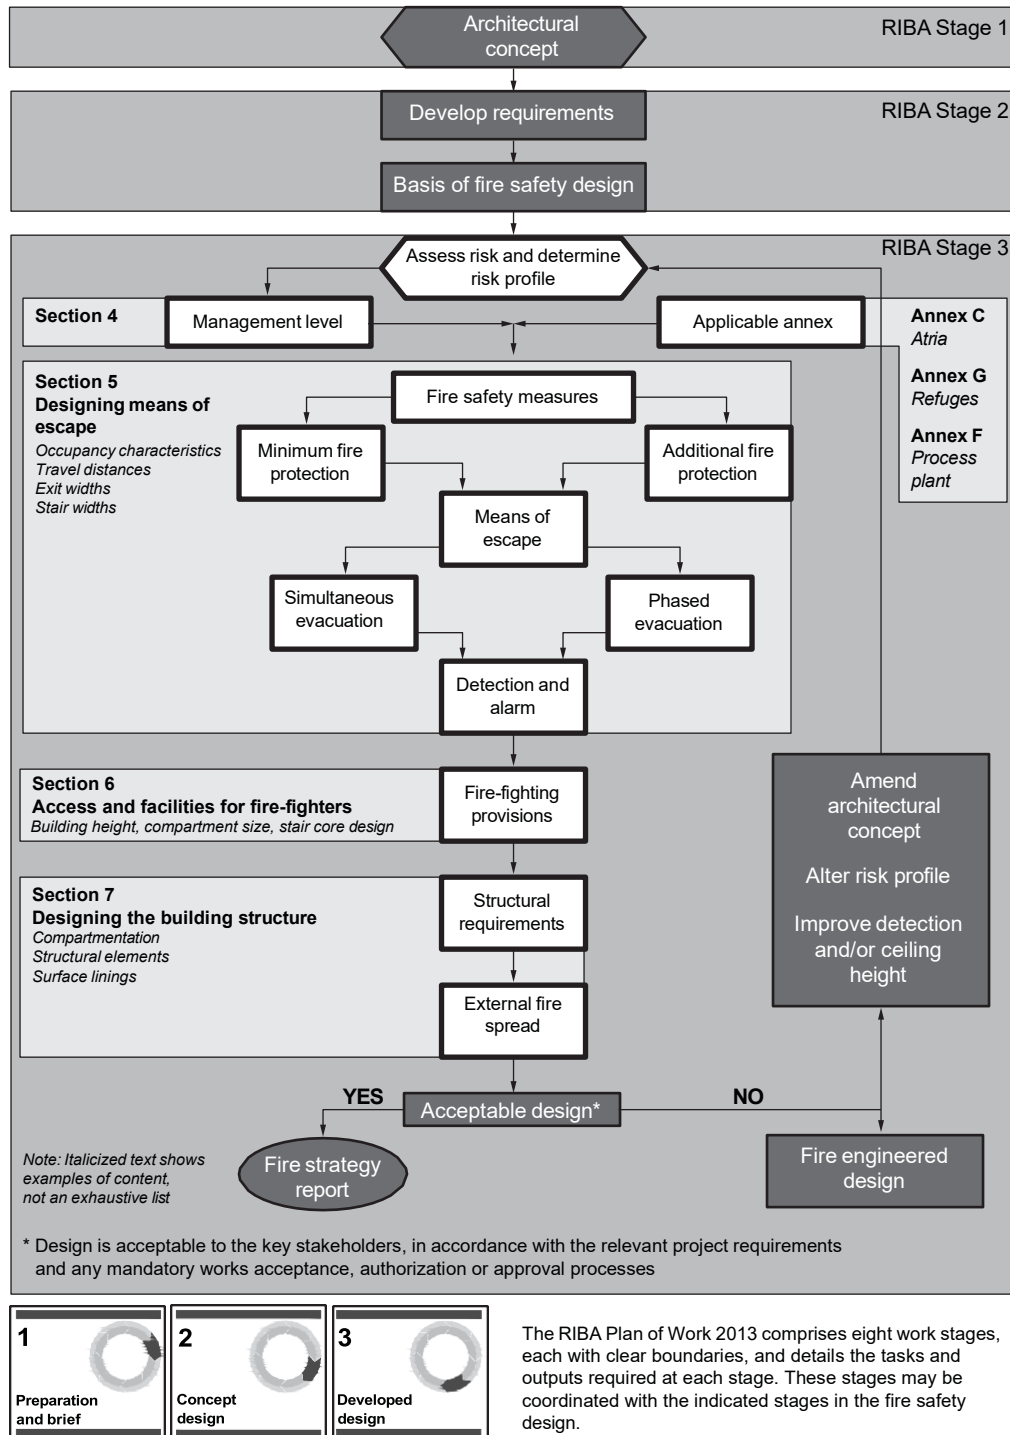 Architectural
concept
RIBA Stage 1
Develop requirements
RIBA Stage 2
Basis of fire safety design
RIBA Stage 3
Assess risk and determine
risk profile
Section 4
Management level
Applicable annex
Annex C
Atria
Annex G
Refuges
Annex F
Process
plant
Section 5
Designing means of
escape
Occupancy characteristics
Travel distances
Exit widths
Stair widths
Fire safety measures
Minimum fire
protection
Additional fire
protection
Means of
escape
Simultaneous
evacuation
Phased
evacuation
Detection and
alarm
Section 6
Access and facilities for fire-fighters
Building height, compartment size, stair core design
Fire-fighting
provisions
Section 7
Designing the building structure
Compartmentation
Structural elements
Surface linings
Structural
requirements
External fire
spread
Amend
architectural
concept
Alter risk profile
Improve detection
and/or ceiling
height
YES
Acceptable design*
NO
Fire strategy
report
Fire engineered
design
Note: Italicized text shows
examples of content,
not an exhaustive list
* Design is acceptable to the key stakeholders, in accordance with the relevant project requirements
and any mandatory works acceptance, authorization or approval processes
1
Preparation
and brief
2
Concept
design
3
Developed
design
The RIBA Plan of Work 2013 comprises eight work stages,
each with clear boundaries, and details the tasks and
outputs required at each stage. These stages may be
coordinated with the indicated stages in the fire safety
design.